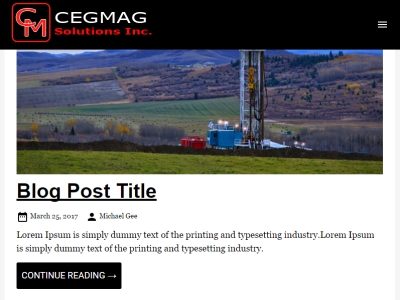 CM
CEGMAG
Solutions Inc.
Blog Post Title
March 25, 2017 Michael Gee
Lorem Ipsum is simply dummy text of the printing and typesetting industry.Lorem Ipsum
is simply dummy text of the printing and typesetting industry.
CONTINUE READING →